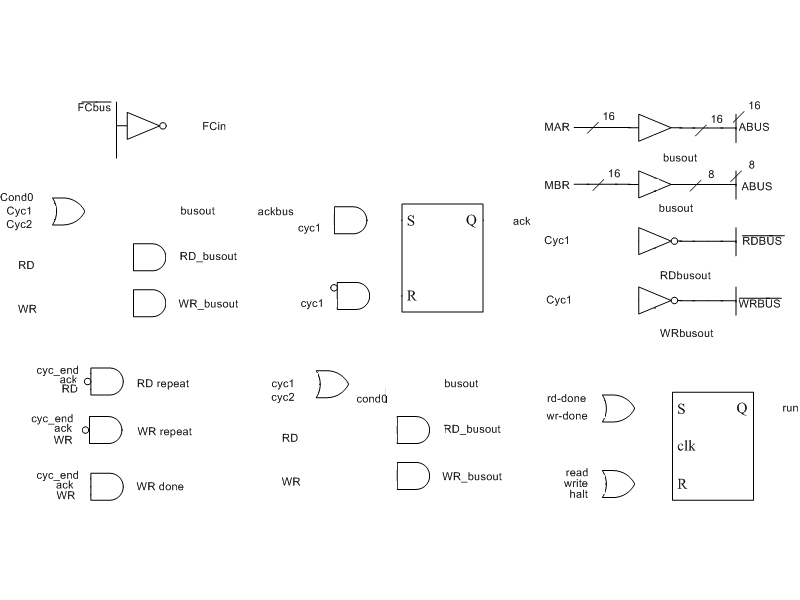 FCbus
FCin
MAR
16
16
16
ABUS
busout
MBR
16
8
8
ABUS
busout
Cond0
Cyc1
Cyc2
busout
RD
RD_busout
WR
WR_busout
ackbus
cyc1
cyc1
S
Q
R
ack
Cyc1
RDBUS
RDbusout
Cyc1
WRBUS
WRbusout
cyc_end
ack
RD
RD repeat
cyc_end
ack
WR
WR repeat
cyc_end
ack
WR
WR done
cyc1
cyc2
cond0
busout
RD
RD_busout
WR
WR_busout
rd-done
wr-done
read
write
halt
S
Q
clk
R
run